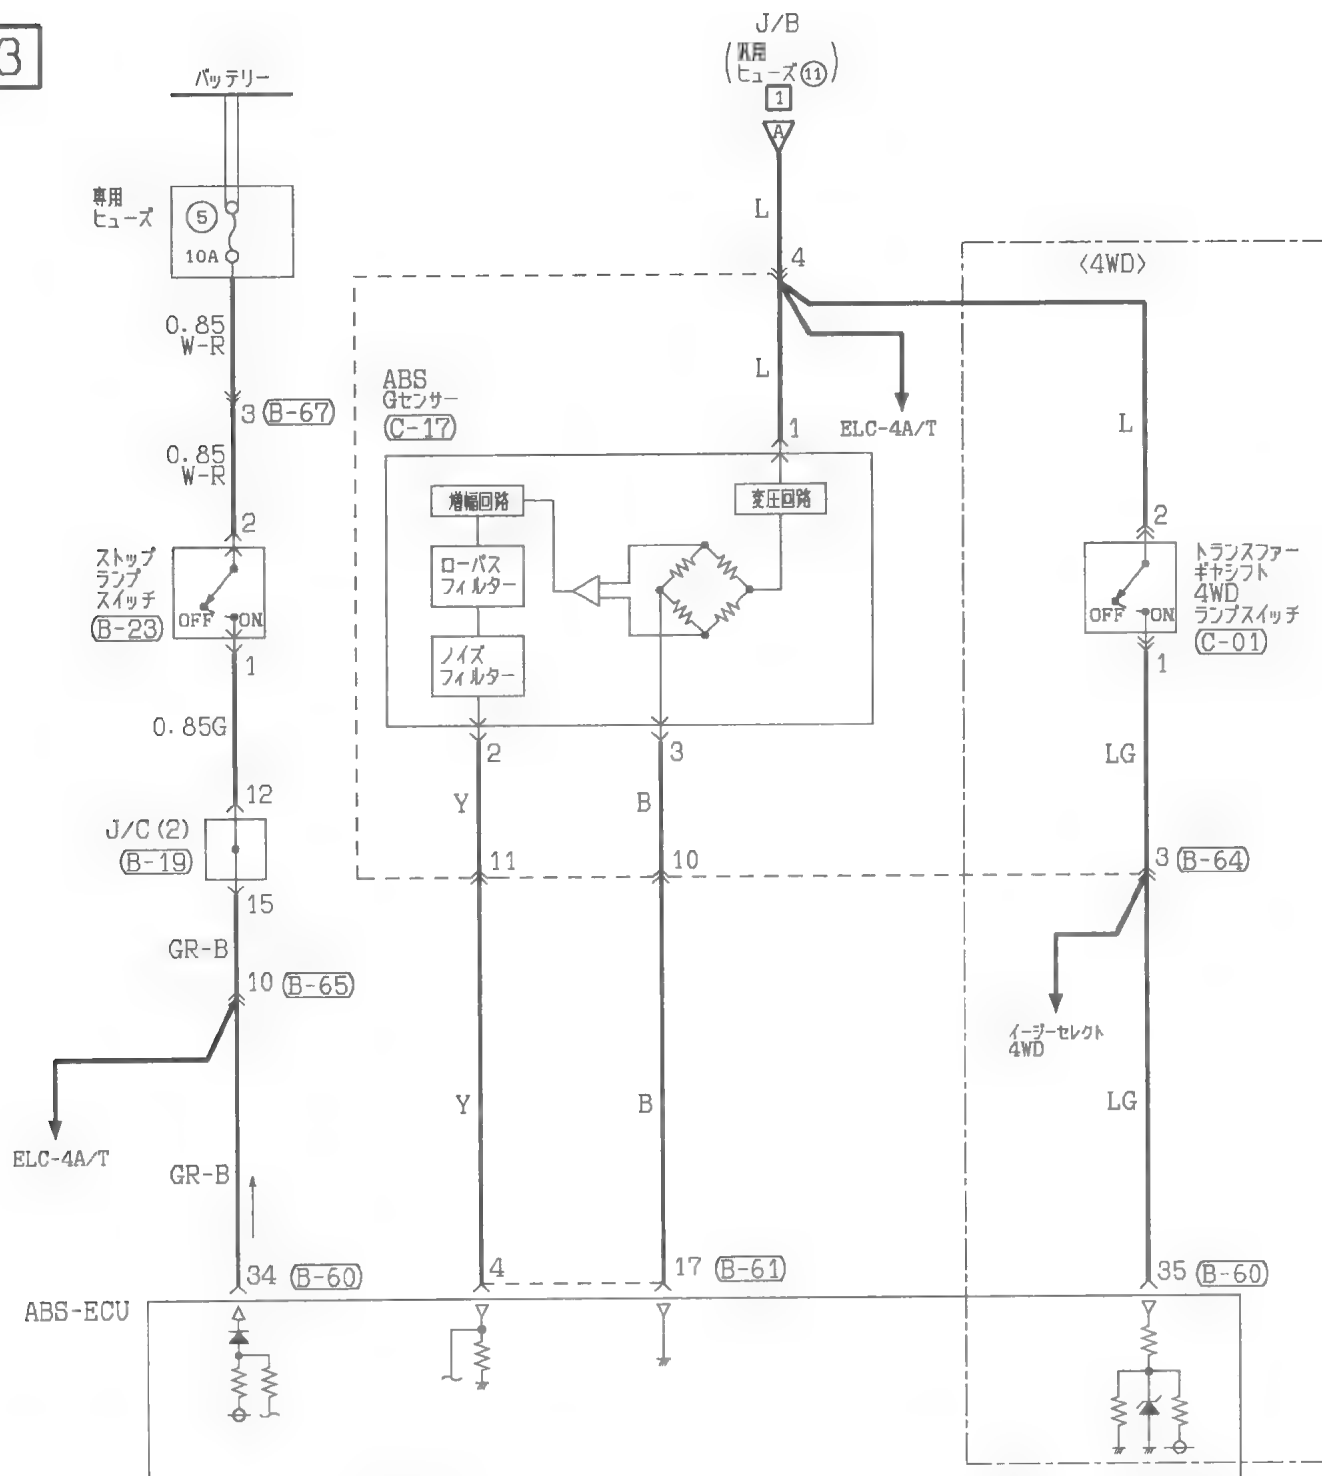 3
バッテリー
専用
ヒューズ
5
10A
J/B
専用
ヒューズ 11
1
A
L
4
〈4WD〉
0.85
W-R
3 B-67
0.85
W-R
2
ストップ
ランプ
スイッチ
B-23
OFF ON
1
0.85G
12
J/C(2)
B-19
15
GR-B
10 B-65
ELC-4A/T
GR-B
34 B-60
L
ABS
Gセンサー
C-17
1
ELC-4A/T
増幅回路
変圧回路
ローパス
フィルター
ノイズ
フィルター
2
3
Y
B
11
10
Y
B
4
17 B-61
L
2
トランスファー
ギヤシフト
4WD
ランプスイッチ
C-01
OFF ON
1
LG
3 B-64
イージーセレクト
4WD
LG
35 B-60
ABS-ECU